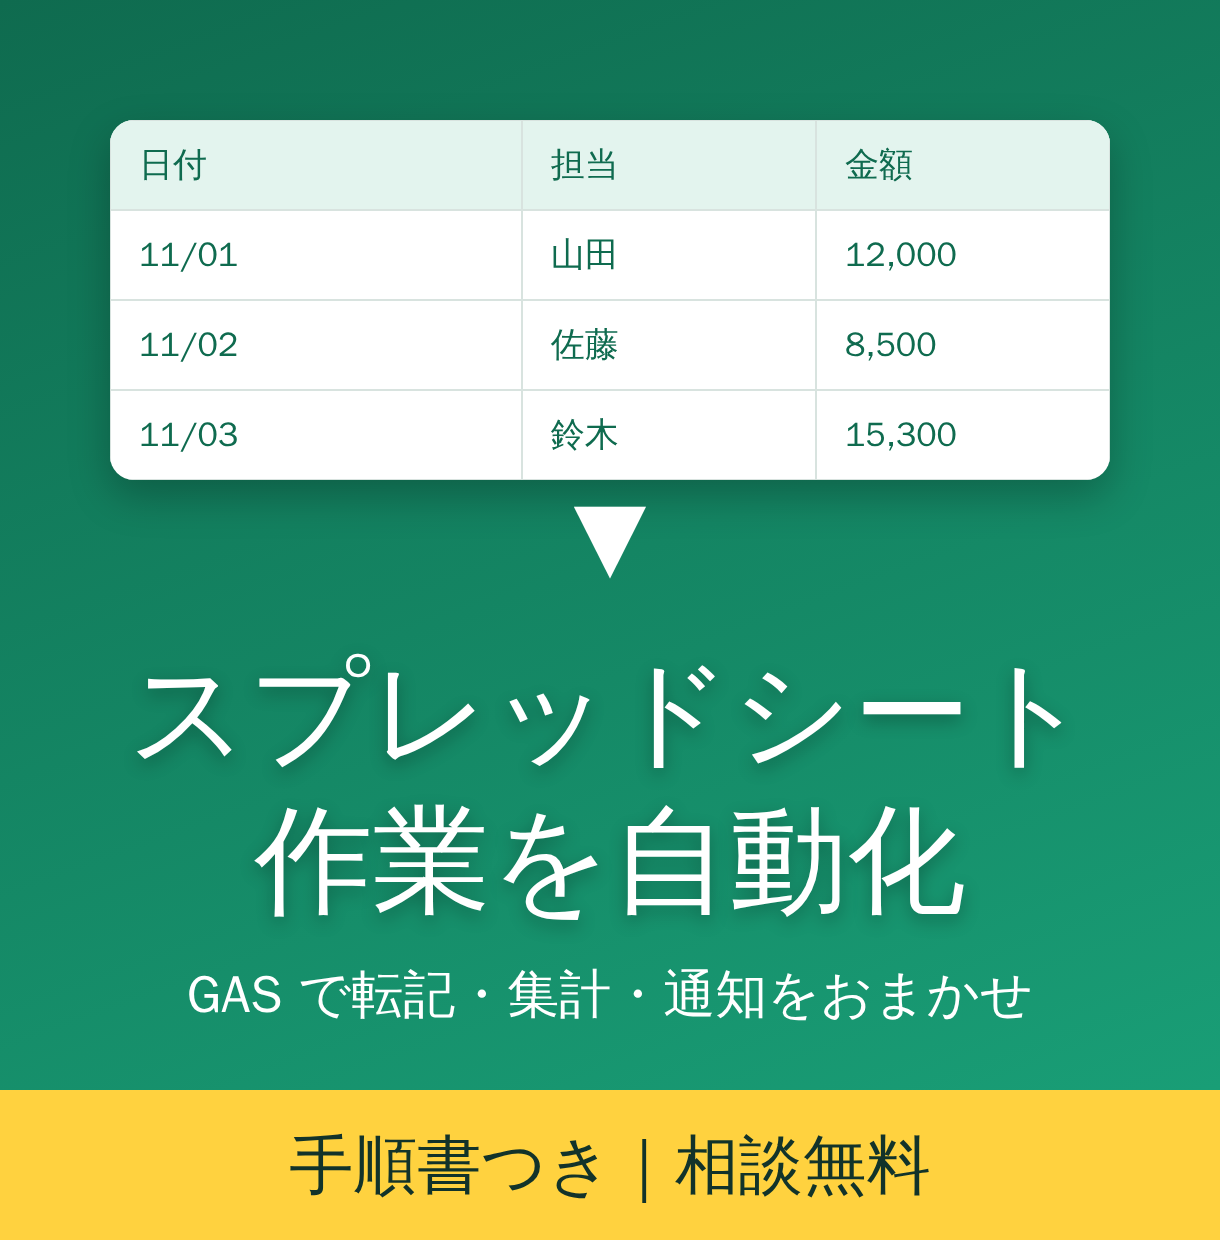 日付 担当 金額
11/01 山田 12,000
11/02 佐藤 8,500
11/03 鈴木 15,300
スプレッドシート
作業を自動化
GAS で転記・集計・通知をおまかせ
手順書つき｜相談無料